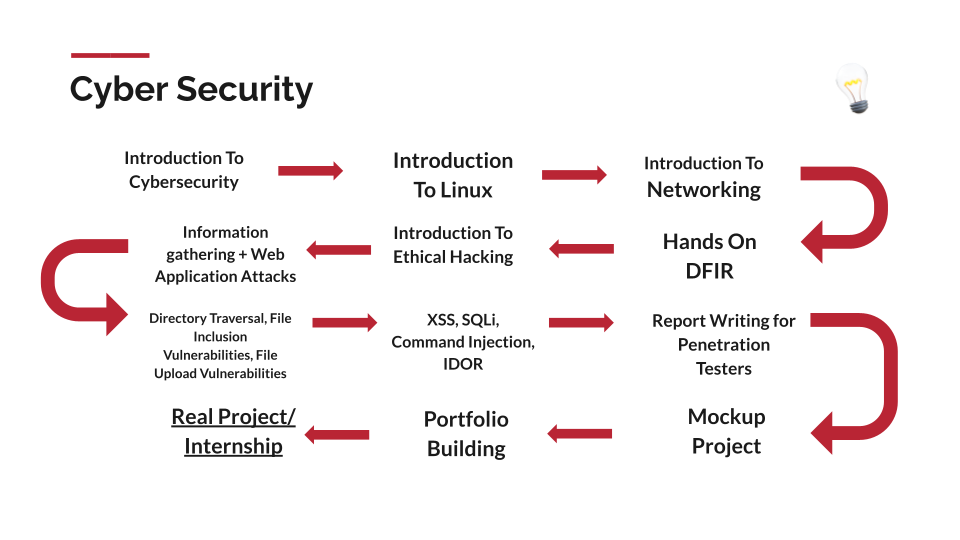 Cyber Security
Introduction To
Cybersecurity
Introduction
To Linux
Introduction To
Networking
Hands On
DFIR
Introduction To
Ethical Hacking
Information
gathering + Web
Application Attacks
Directory Traversal, File
Inclusion
Vulnerabilities, File
Upload Vulnerabilities
XSS, SQLi,
Command Injection,
IDOR
Report Writing for
Penetration
Testers
Mockup
Project
Portfolio
Building
Real Project/
Internship